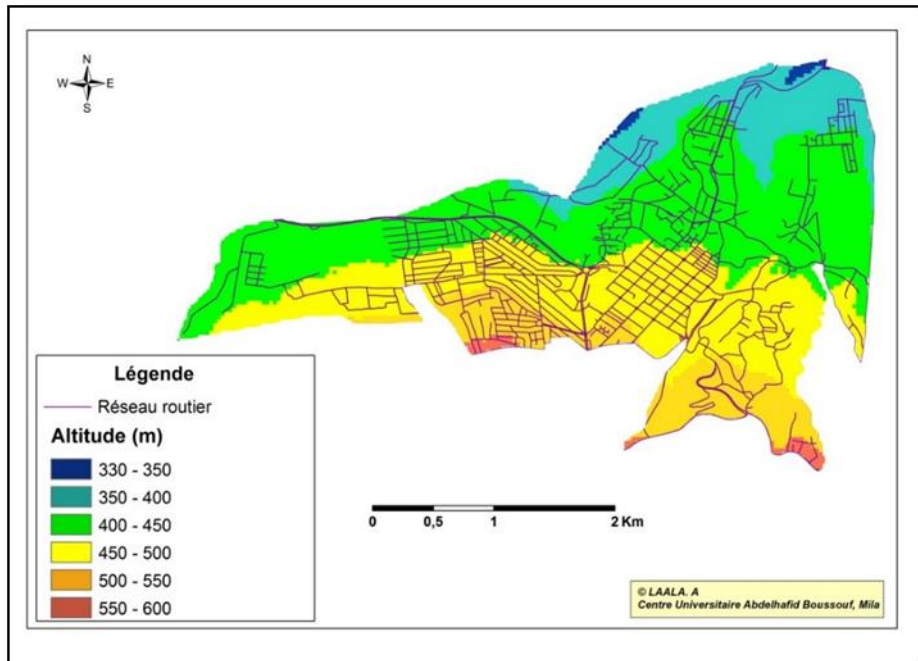 N
W E
S
Légende
Réseau routier
Altitude (m)
330 - 350
350 - 400
400 - 450
450 - 500
500 - 550
550 - 600
0 0,5 1 2 Km
© LAALA. A
Centre Universitaire Abdelhafid Boussouf, Mila